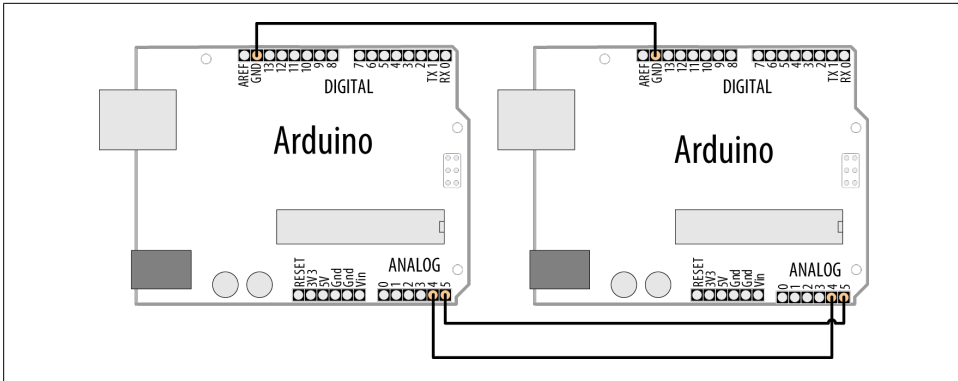 AREF GND 13 12 11 10 9 8 7 6 5 4 3 2 TX 1 RX 0
DIGITAL
Arduino
RESET 3V3 5V Gnd Gnd Vin
ANALOG
0 1 2 3 4 5
AREF GND 13 12 11 10 9 8 7 6 5 4 3 2 TX 1 RX 0
DIGITAL
Arduino
RESET 3V3 5V Gnd Gnd Vin
ANALOG
0 1 2 3 4 5